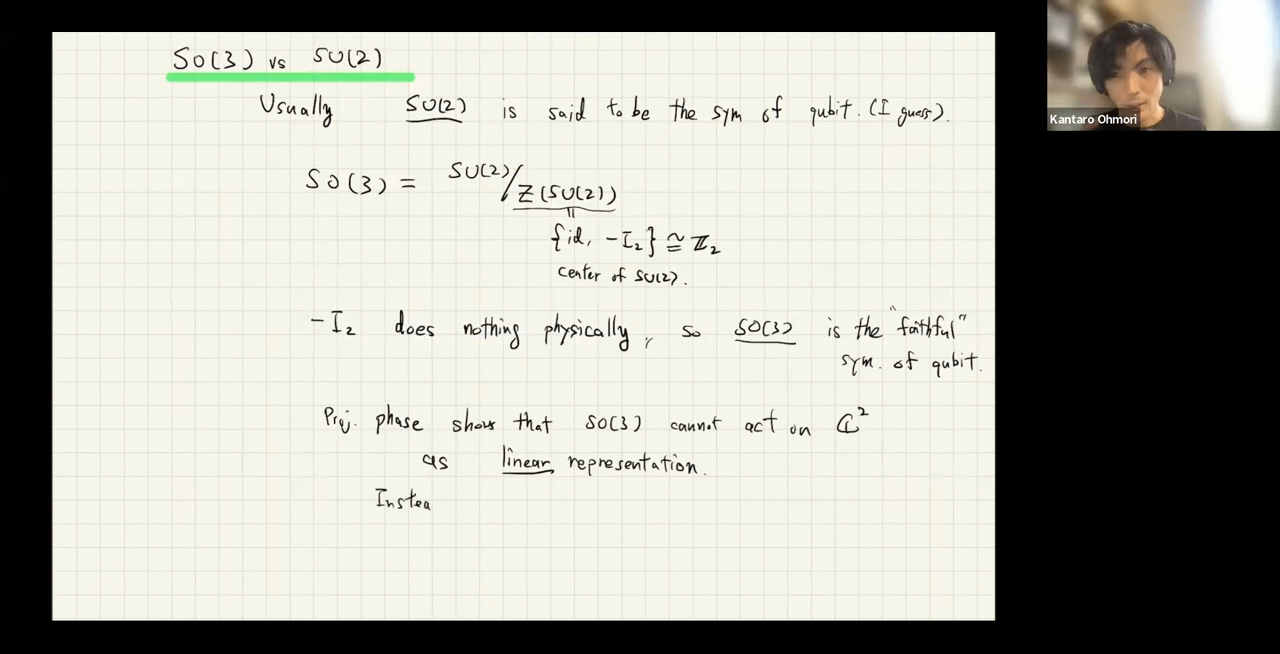 SO(3) vs SU(2)
Usually SU(2) is said to be the sym of qubit. (I guess).
SO(3) = SU(2)/Z(SU(2))
{id, -I₂} ≅ ℤ₂
center of SU(2).
-I₂ does nothing physically, so SO(3) is the "faithful"
sym. of qubit.
Proj. phase shows that SO(3) cannot act on ℂ²
as linear representation.
Instea
Kantaro Ohmori